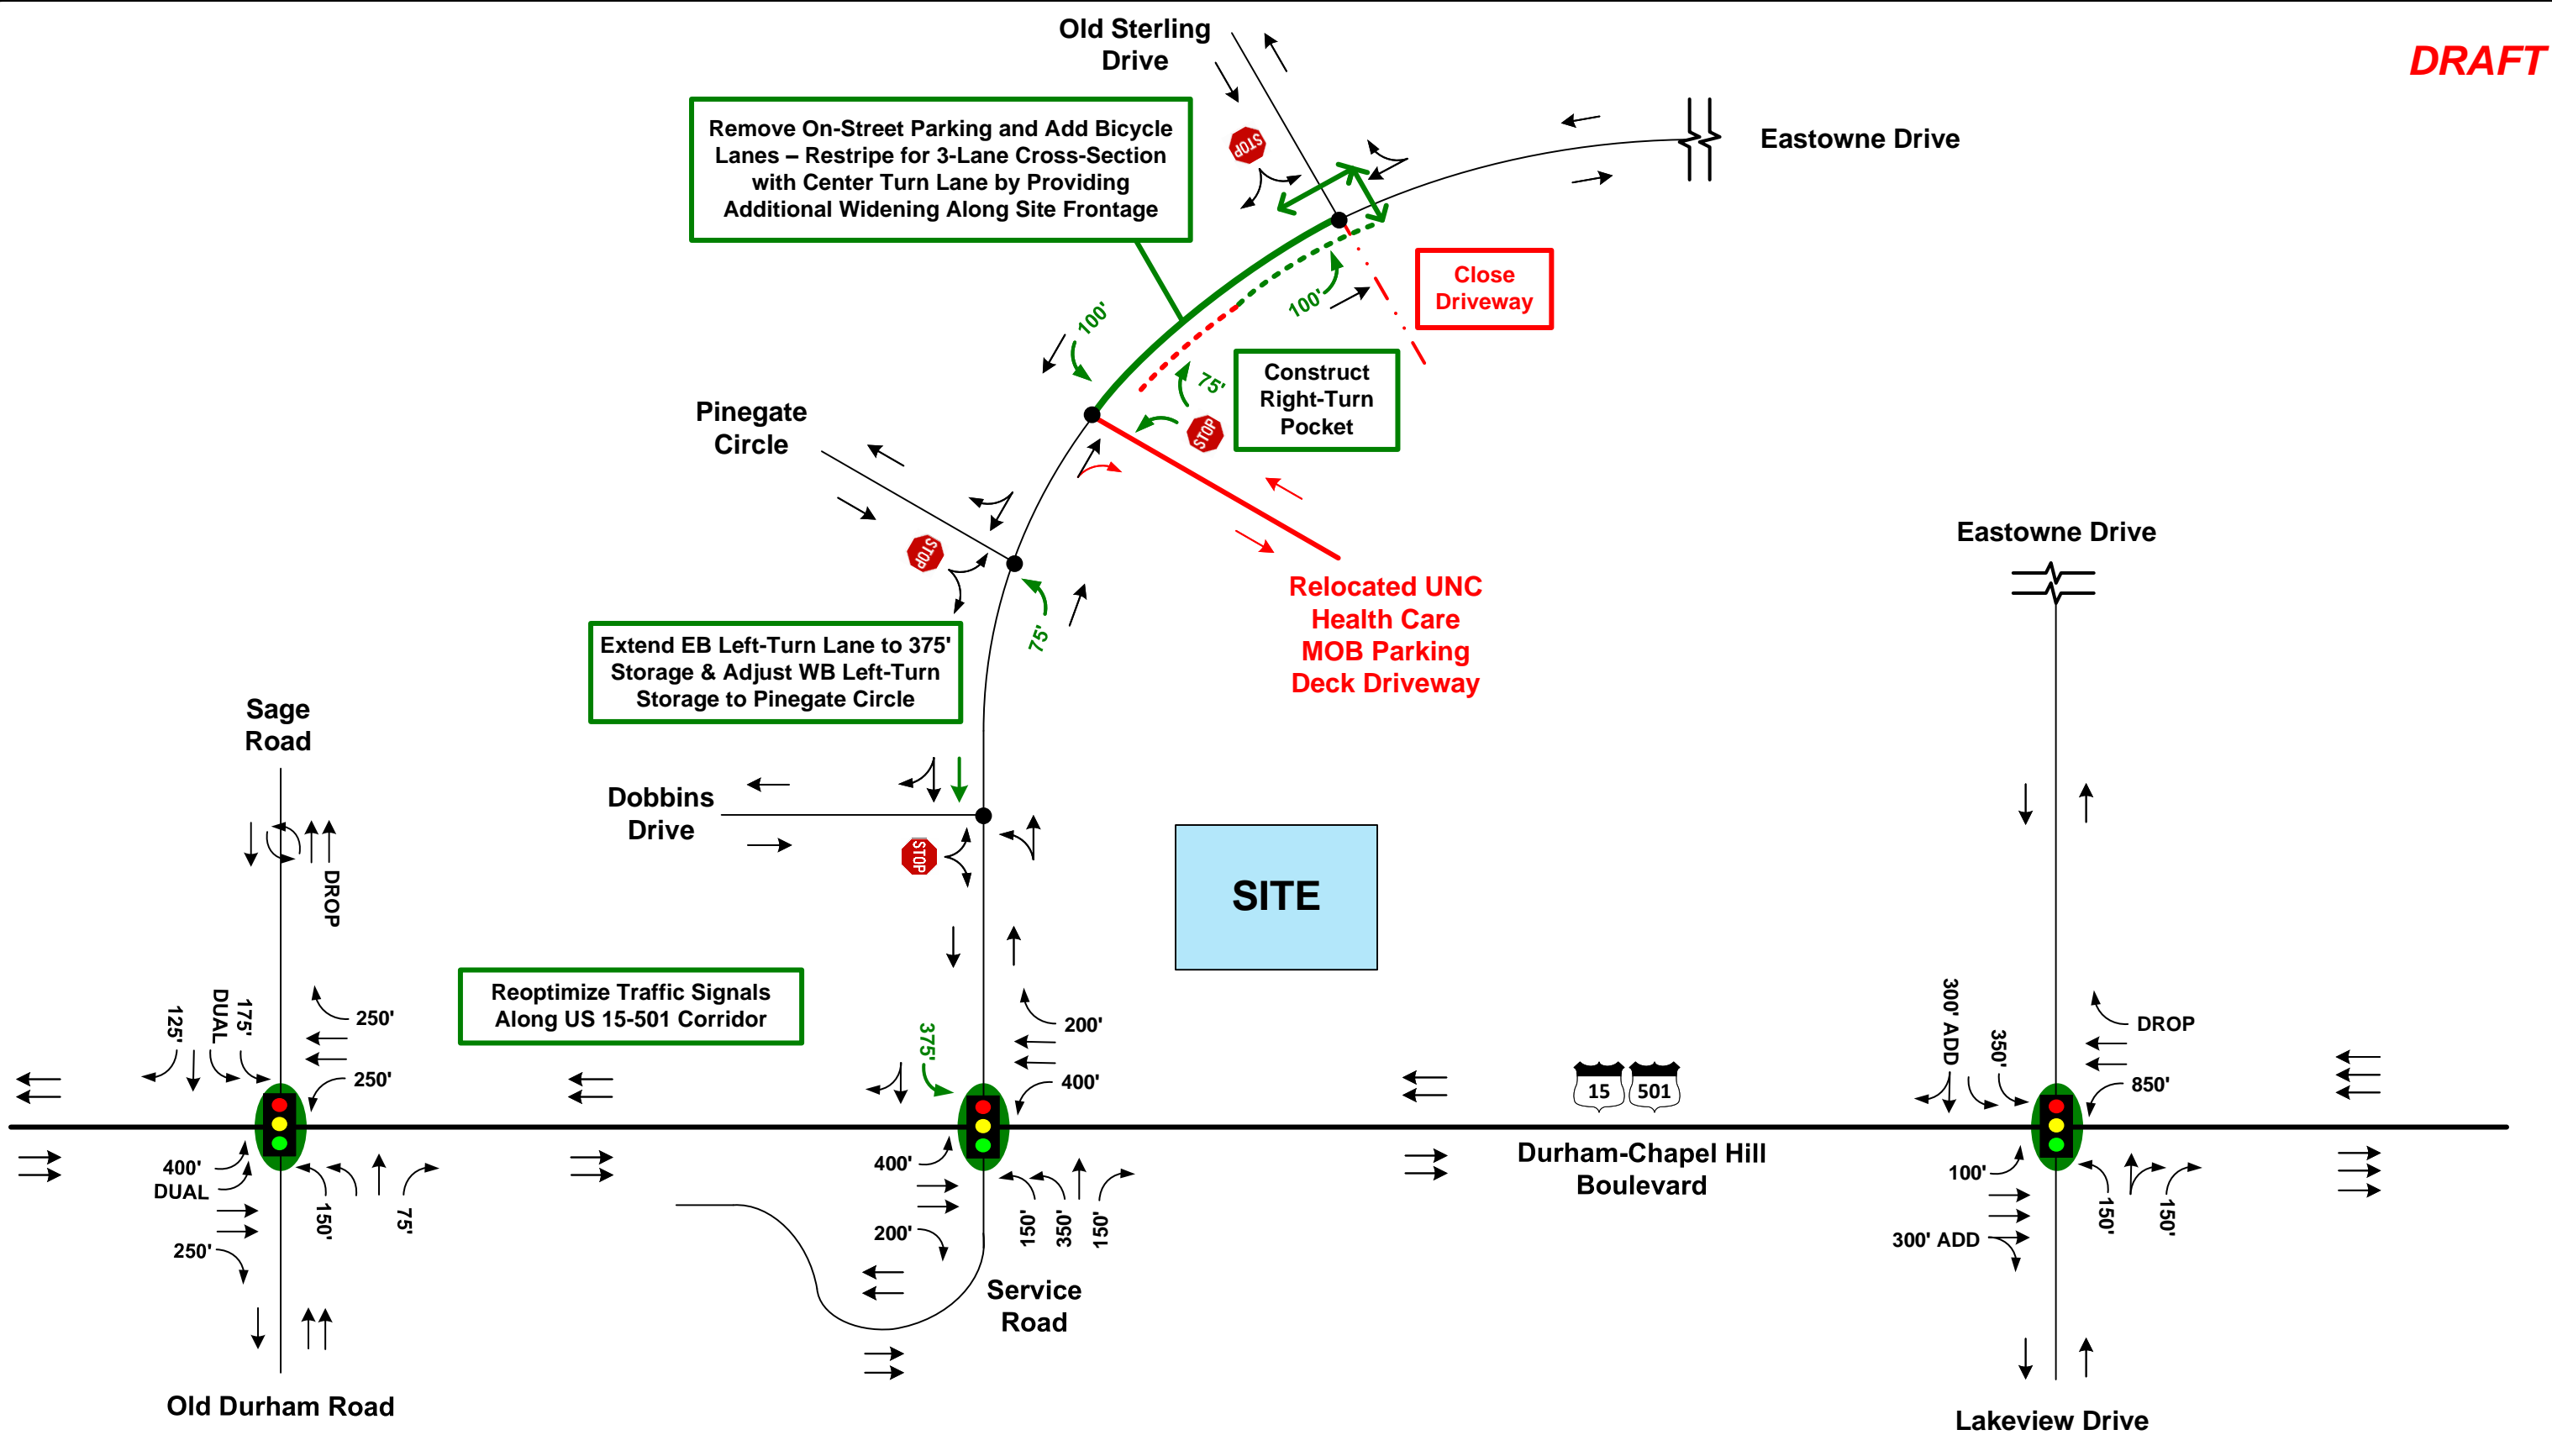 Old Sterling
Drive
DRAFT
Remove On-Street Parking and Add Bicycle
Lanes – Restripe for 3-Lane Cross-Section
with Center Turn Lane by Providing
Additional Widening Along Site Frontage
STOP
Eastowne Drive
Close
Driveway
100'
100'
Construct
Right-Turn
Pocket
75'
STOP
Pinegate
Circle
STOP
Relocated UNC
Health Care
MOB Parking
Deck Driveway
Eastowne Drive
75'
Extend EB Left-Turn Lane to 375'
Storage & Adjust WB Left-Turn
Storage to Pinegate Circle
Sage
Road
Dobbins
Drive
STOP
SITE
DROP
Reoptimize Traffic Signals
Along US 15-501 Corridor
125'
DUAL
175'
250'
250'
375'
200'
400'
15
501
300' ADD
350'
DROP
850'
400'
DUAL
250'
150'
75'
400'
200'
150'
350'
150'
Durham-Chapel Hill
Boulevard
100'
300' ADD
150'
150'
Service
Road
Old Durham Road
Lakeview Drive